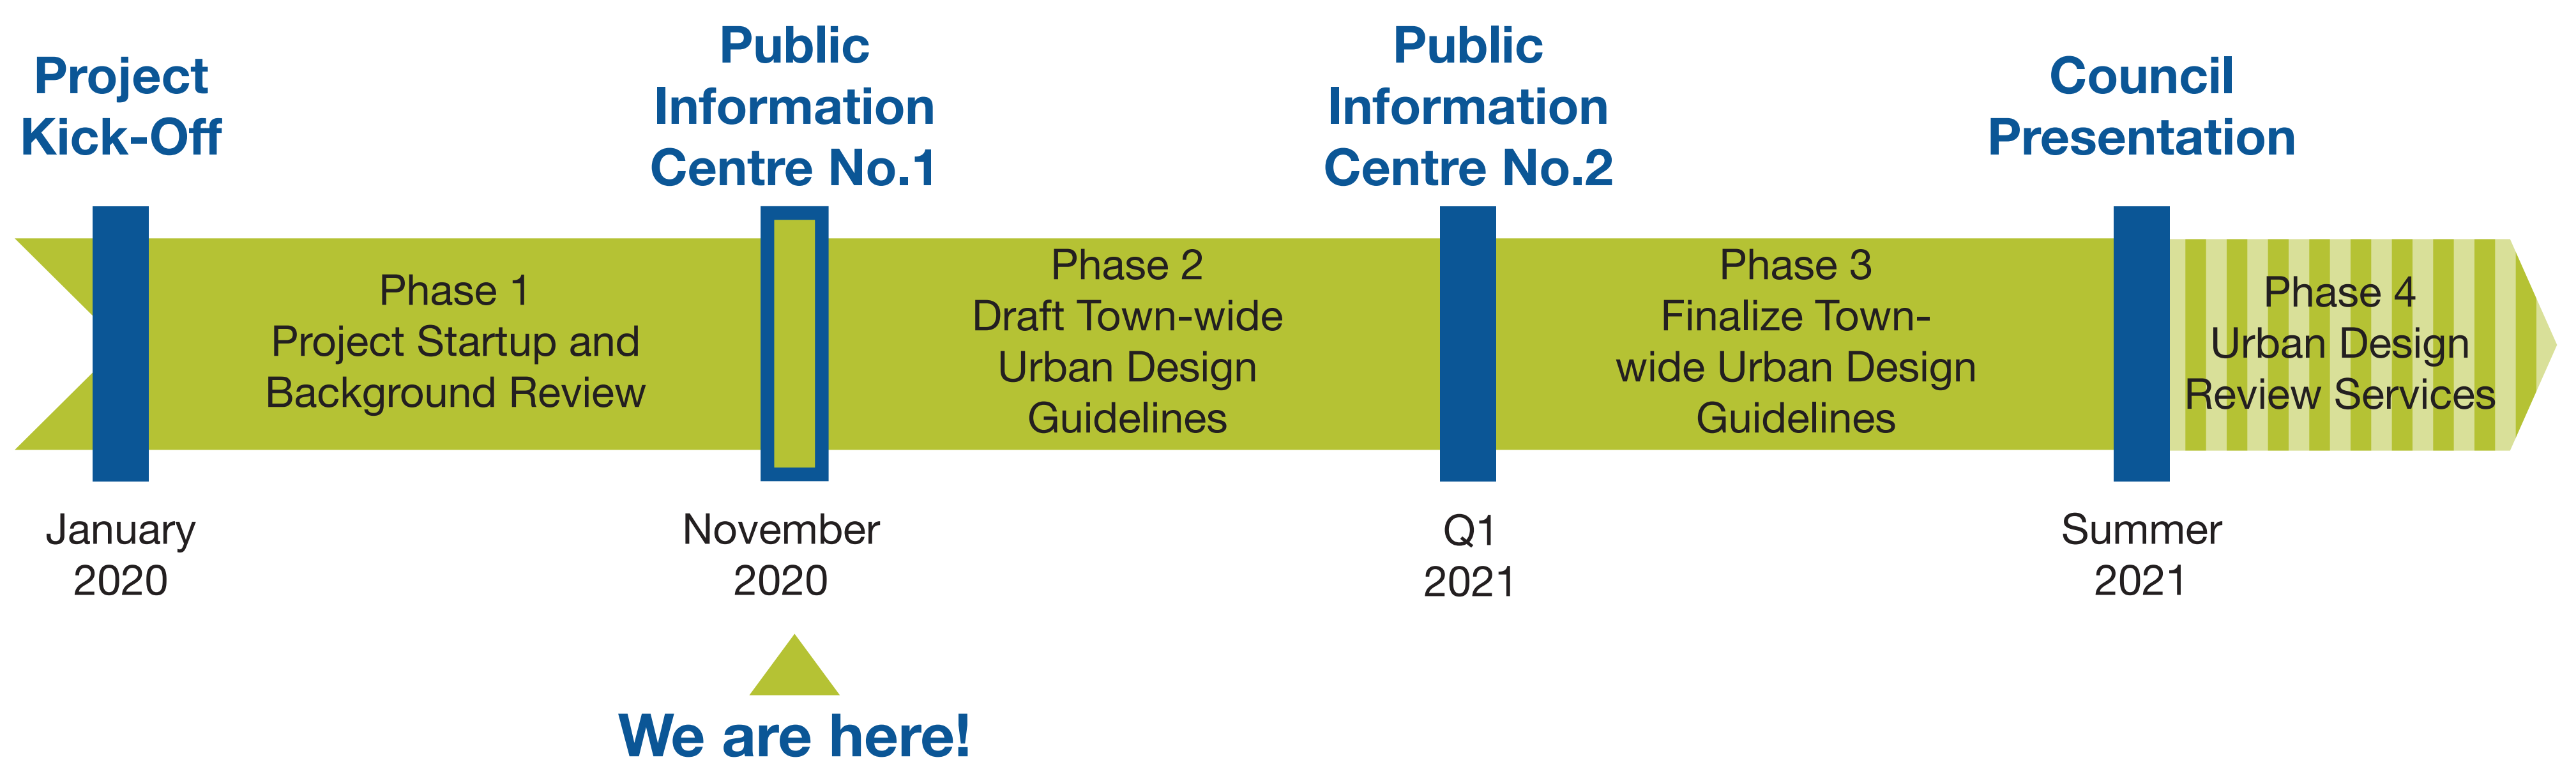 Project
Kick-Off
Public
Information
Centre No.1
Public
Information
Centre No.2
Council
Presentation
Phase 1
Project Startup and
Background Review
Phase 2
Draft Town-wide
Urban Design
Guidelines
Phase 3
Finalize Town-
wide Urban Design
Guidelines
Phase 4
Urban Design
Review Services
January
2020
November
2020
Q1
2021
Summer
2021
We are here!